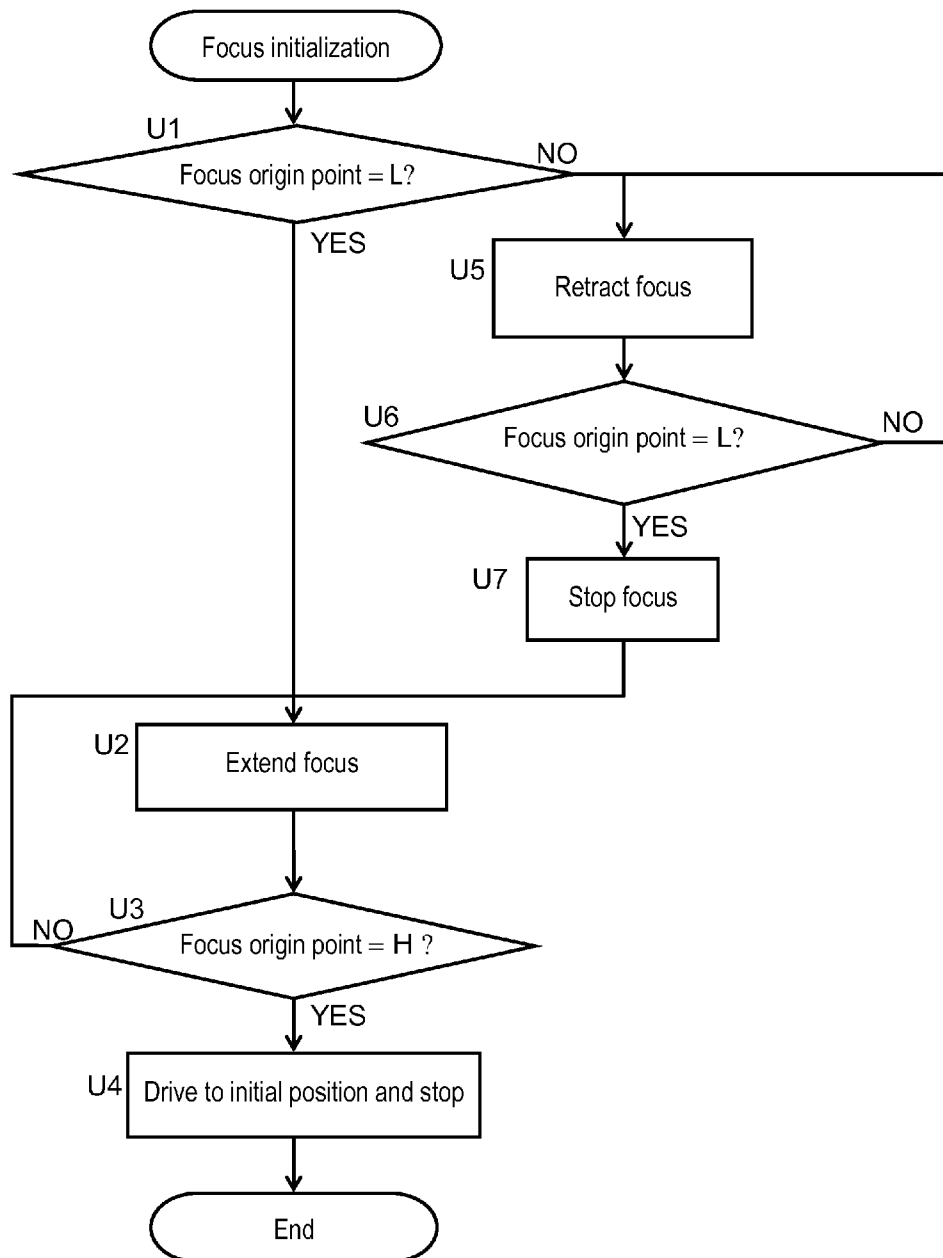 Focus initialization
U1
Focus origin point = L?
NO
YES
U5
Retract focus
U6
Focus origin point = L?
NO
YES
U7
Stop focus
U2
Extend focus
U3
NO
Focus origin point = H ?
YES
U4
Drive to initial position and stop
End